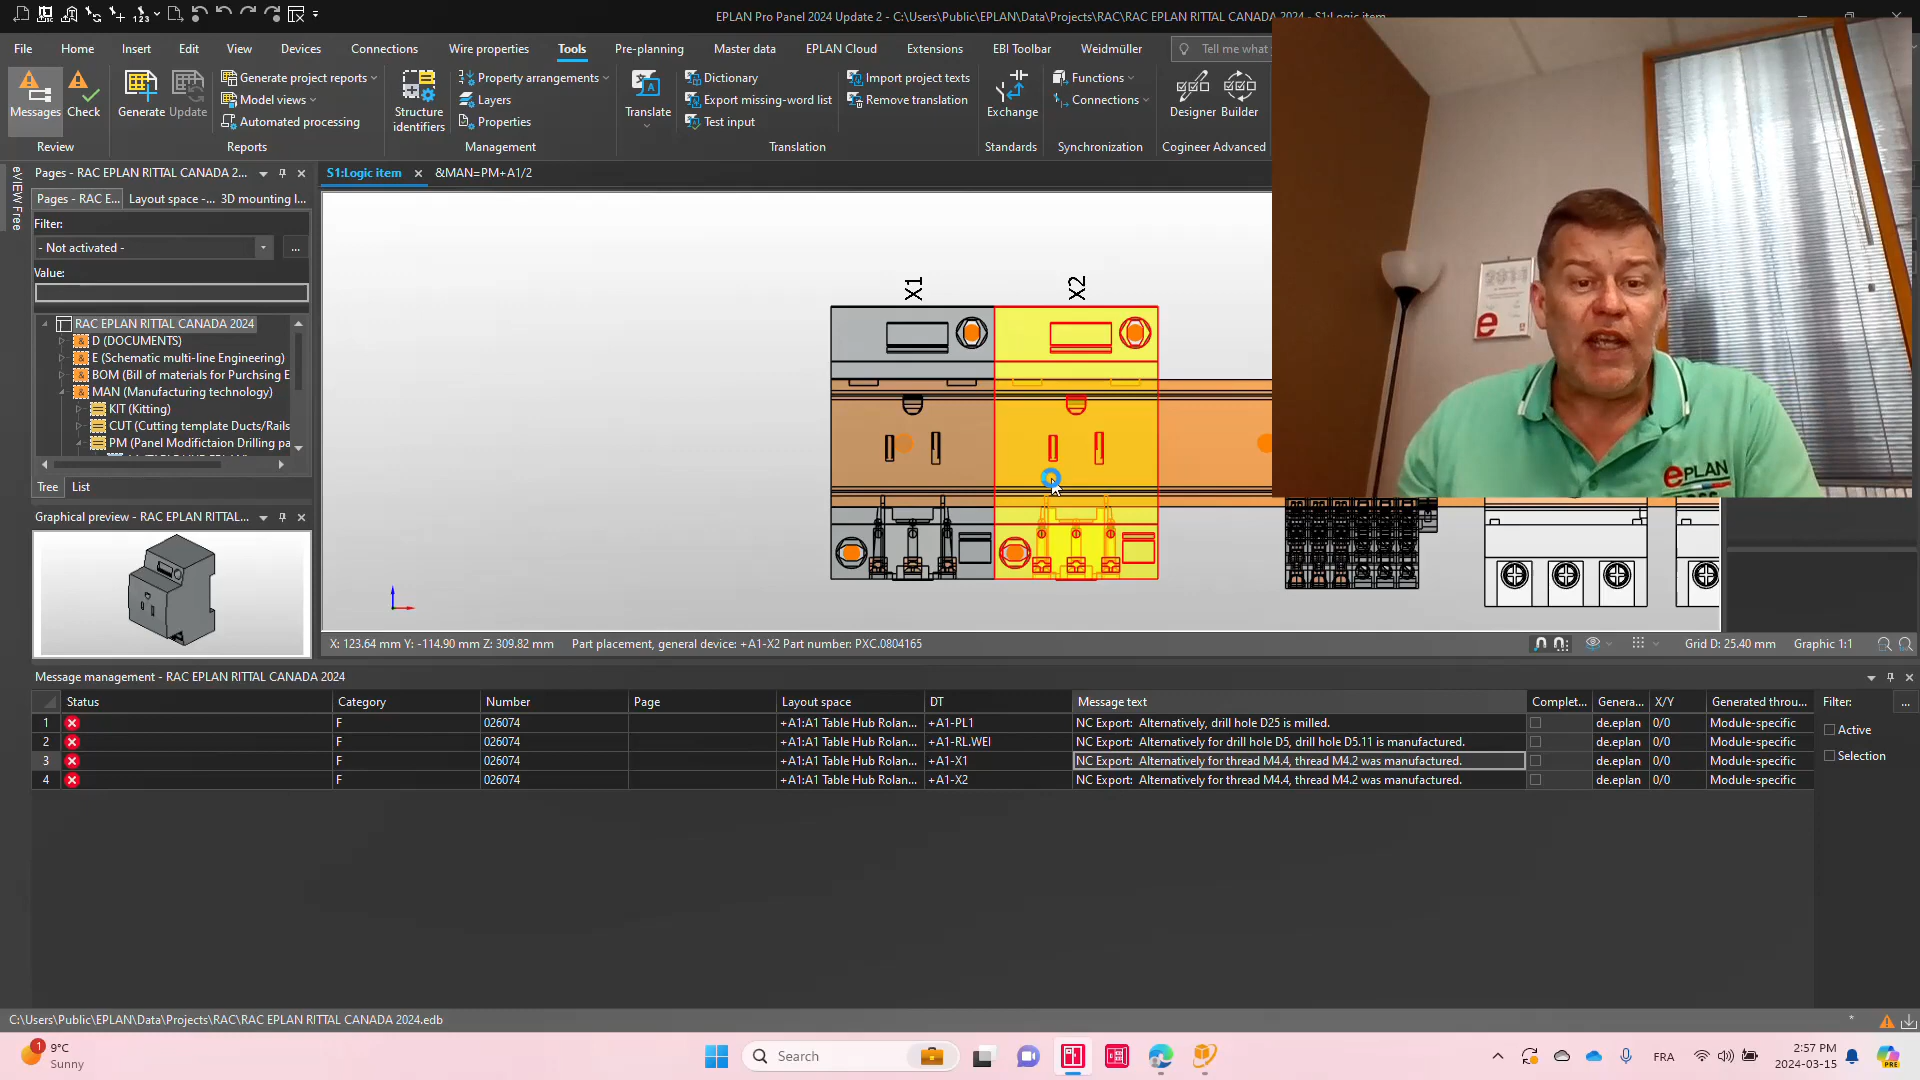 EPLAN Pro Panel 2024 Update 2 - C:\Users\Public\EPLAN\Data\Projects\RAC\RAC EPLAN RITTAL CANADA 2024 - S1:Logic item
File Home Insert Edit View Devices Connections Wire properties Tools Pre-planning Master data EPLAN Cloud Extensions EBI Toolbar Weidmüller Tell me what
Generate project reports Property arrangements Dictionary Import project texts Functions
Model views Layers Export missing-word list Remove translation Connections
Messages Check Generate Update Structure identifiers Translate Exchange Designer Builder
Automated processing Properties Test input
Review Reports Management Translation Standards Synchronization Cogineer Advanced
eVIEW Free
Pages - RAC EPLAN RITTAL CANADA 2...
S1:Logic item &MAN=PM+A1/2
Pages - RAC E... Layout space -... 3D mounting l...
Filter:
- Not activated -
...
Value:
RAC EPLAN RITTAL CANADA 2024
D (DOCUMENTS)
E (Schematic multi-line Engineering)
BOM (Bill of materials for Purchsing E
MAN (Manufacturing technology)
KIT (Kitting)
CUT (Cutting template Ducts/Rails
PM (Panel Modifictaion Drilling pa
Tree List
Graphical preview - RAC EPLAN RITTAL...
X1 X2
2011
e
ePLAN
X: 123.64 mm Y: -114.90 mm Z: 309.82 mm Part placement, general device: +A1-X2 Part number: PXC.0804165 Grid D: 25.40 mm Graphic 1:1
Message management - RAC EPLAN RITTAL CANADA 2024
Status Category Number Page Layout space DT Message text Complet... Genera... X/Y Generated throu... Filter: ...
1 F 026074 +A1:A1 Table Hub Rolan... +A1-PL1 NC Export: Alternatively, drill hole D25 is milled. de.eplan 0/0 Module-specific
2 F 026074 +A1:A1 Table Hub Rolan... +A1-RL.WEI NC Export: Alternatively for drill hole D5, drill hole D5.11 is manufactured. de.eplan 0/0 Module-specific
3 F 026074 +A1:A1 Table Hub Rolan... +A1-X1 NC Export: Alternatively for thread M4.4, thread M4.2 was manufactured. de.eplan 0/0 Module-specific
4 F 026074 +A1:A1 Table Hub Rolan... +A1-X2 NC Export: Alternatively for thread M4.4, thread M4.2 was manufactured. de.eplan 0/0 Module-specific
Active
Selection
C:\Users\Public\EPLAN\Data\Projects\RAC\RAC EPLAN RITTAL CANADA 2024.edb
1
9°C
Sunny
Search
FRA
2:57 PM
2024-03-15
PRE